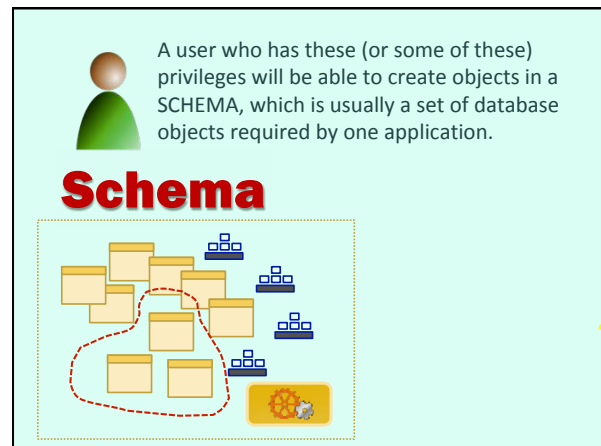 A user who has these (or some of these)
privileges will be able to create objects in a
SCHEMA, which is usually a set of database
objects required by one application.
Schema